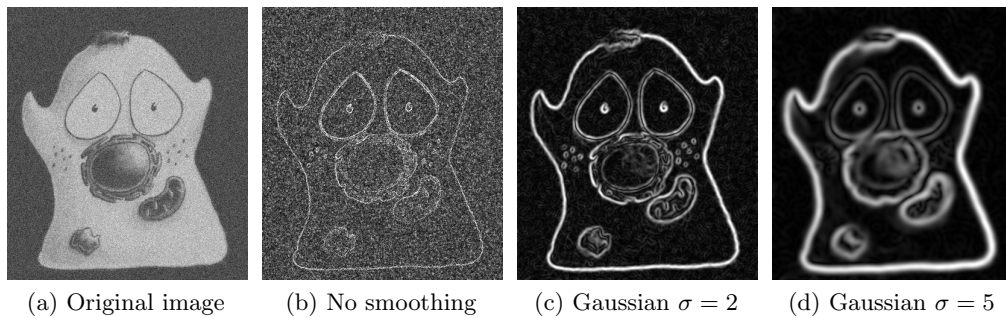 (a) Original image (b) No smoothing (c) Gaussian σ = 2 (d) Gaussian σ = 5